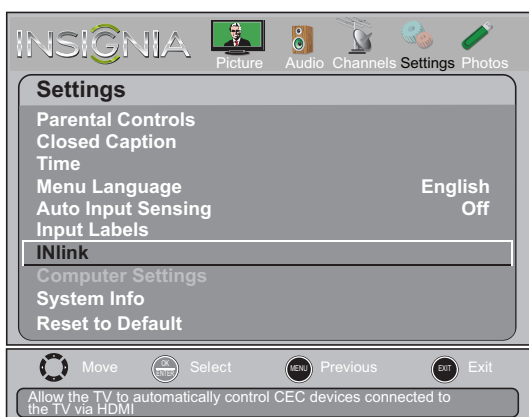 INSIGNIA
Picture Audio Channels Settings Photos
Settings
Parental Controls
Closed Caption
Time
Menu Language English
Auto Input Sensing Off
Input Labels
INlink
Computer Settings
System Info
Reset to Default
Move OK ENTER Select MENU Previous EXIT Exit
Allow the TV to automatically control CEC devices connected to
the TV via HDMI